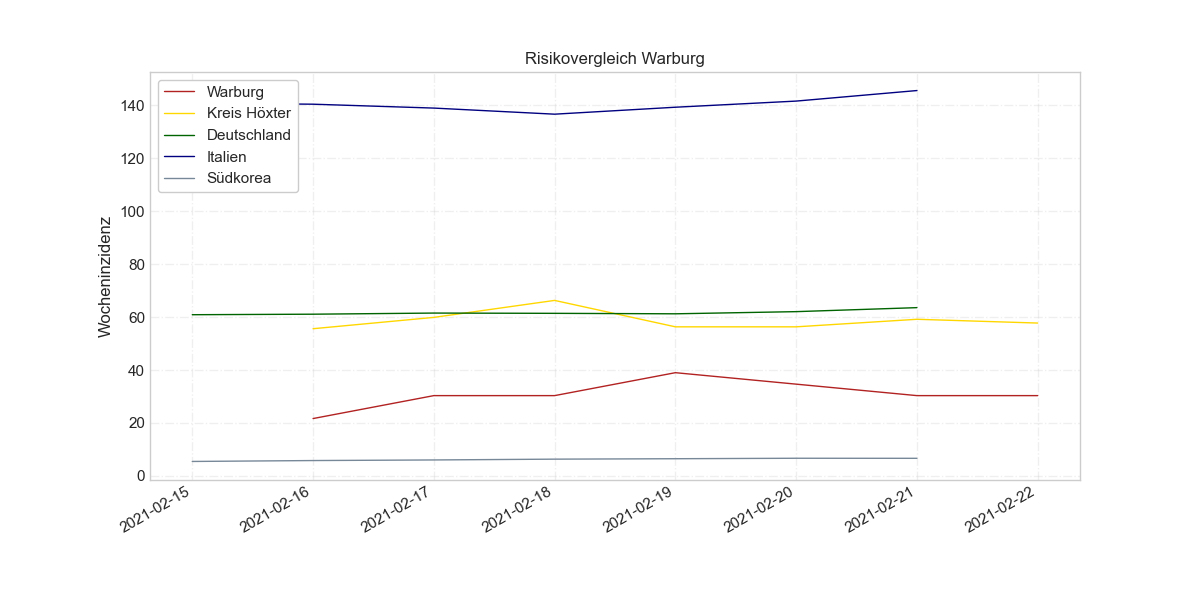 Risikovergleich Warburg
Warburg
Kreis Höxter
Deutschland
Italien
Südkorea
Wocheninzidenz
140
120
100
80
60
40
20
0
2021-02-15
2021-02-16
2021-02-17
2021-02-18
2021-02-19
2021-02-20
2021-02-21
2021-02-22